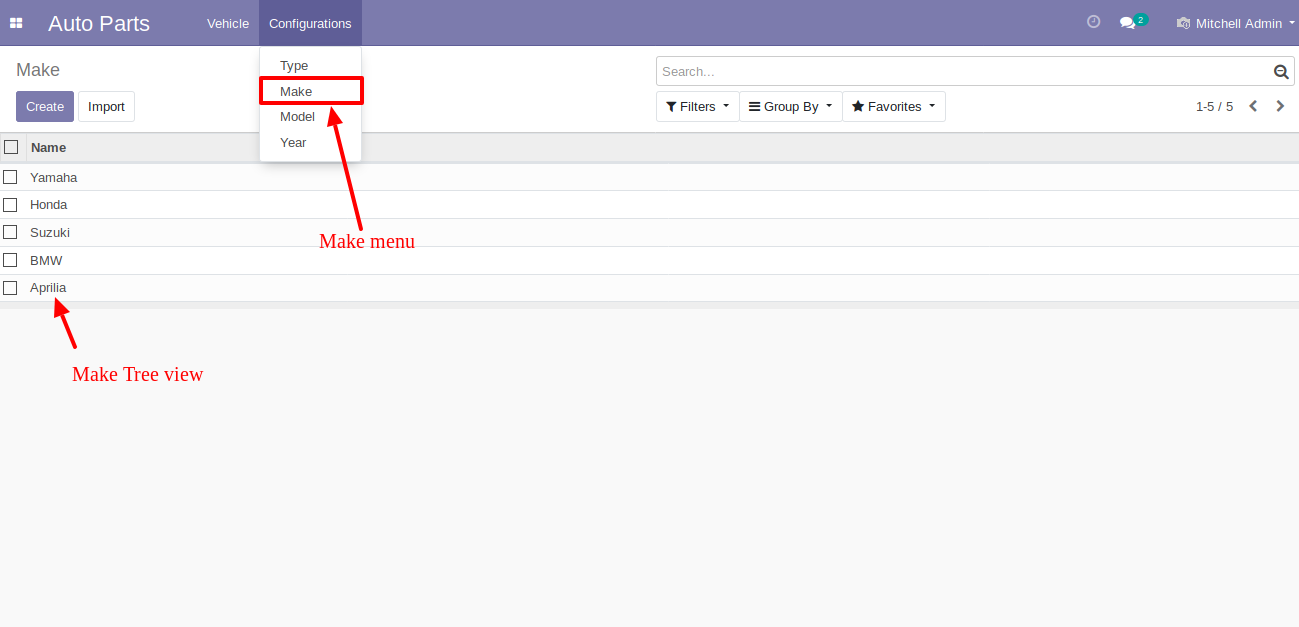 Auto Parts Vehicle Configurations 2 Mitchell Admin
Make
Search...
Create Import
Type
Make
Model
Year
Filters Group By Favorites 1-5 / 5
Name
Yamaha
Honda
Suzuki
BMW
Aprilia
Make menu
Make Tree view